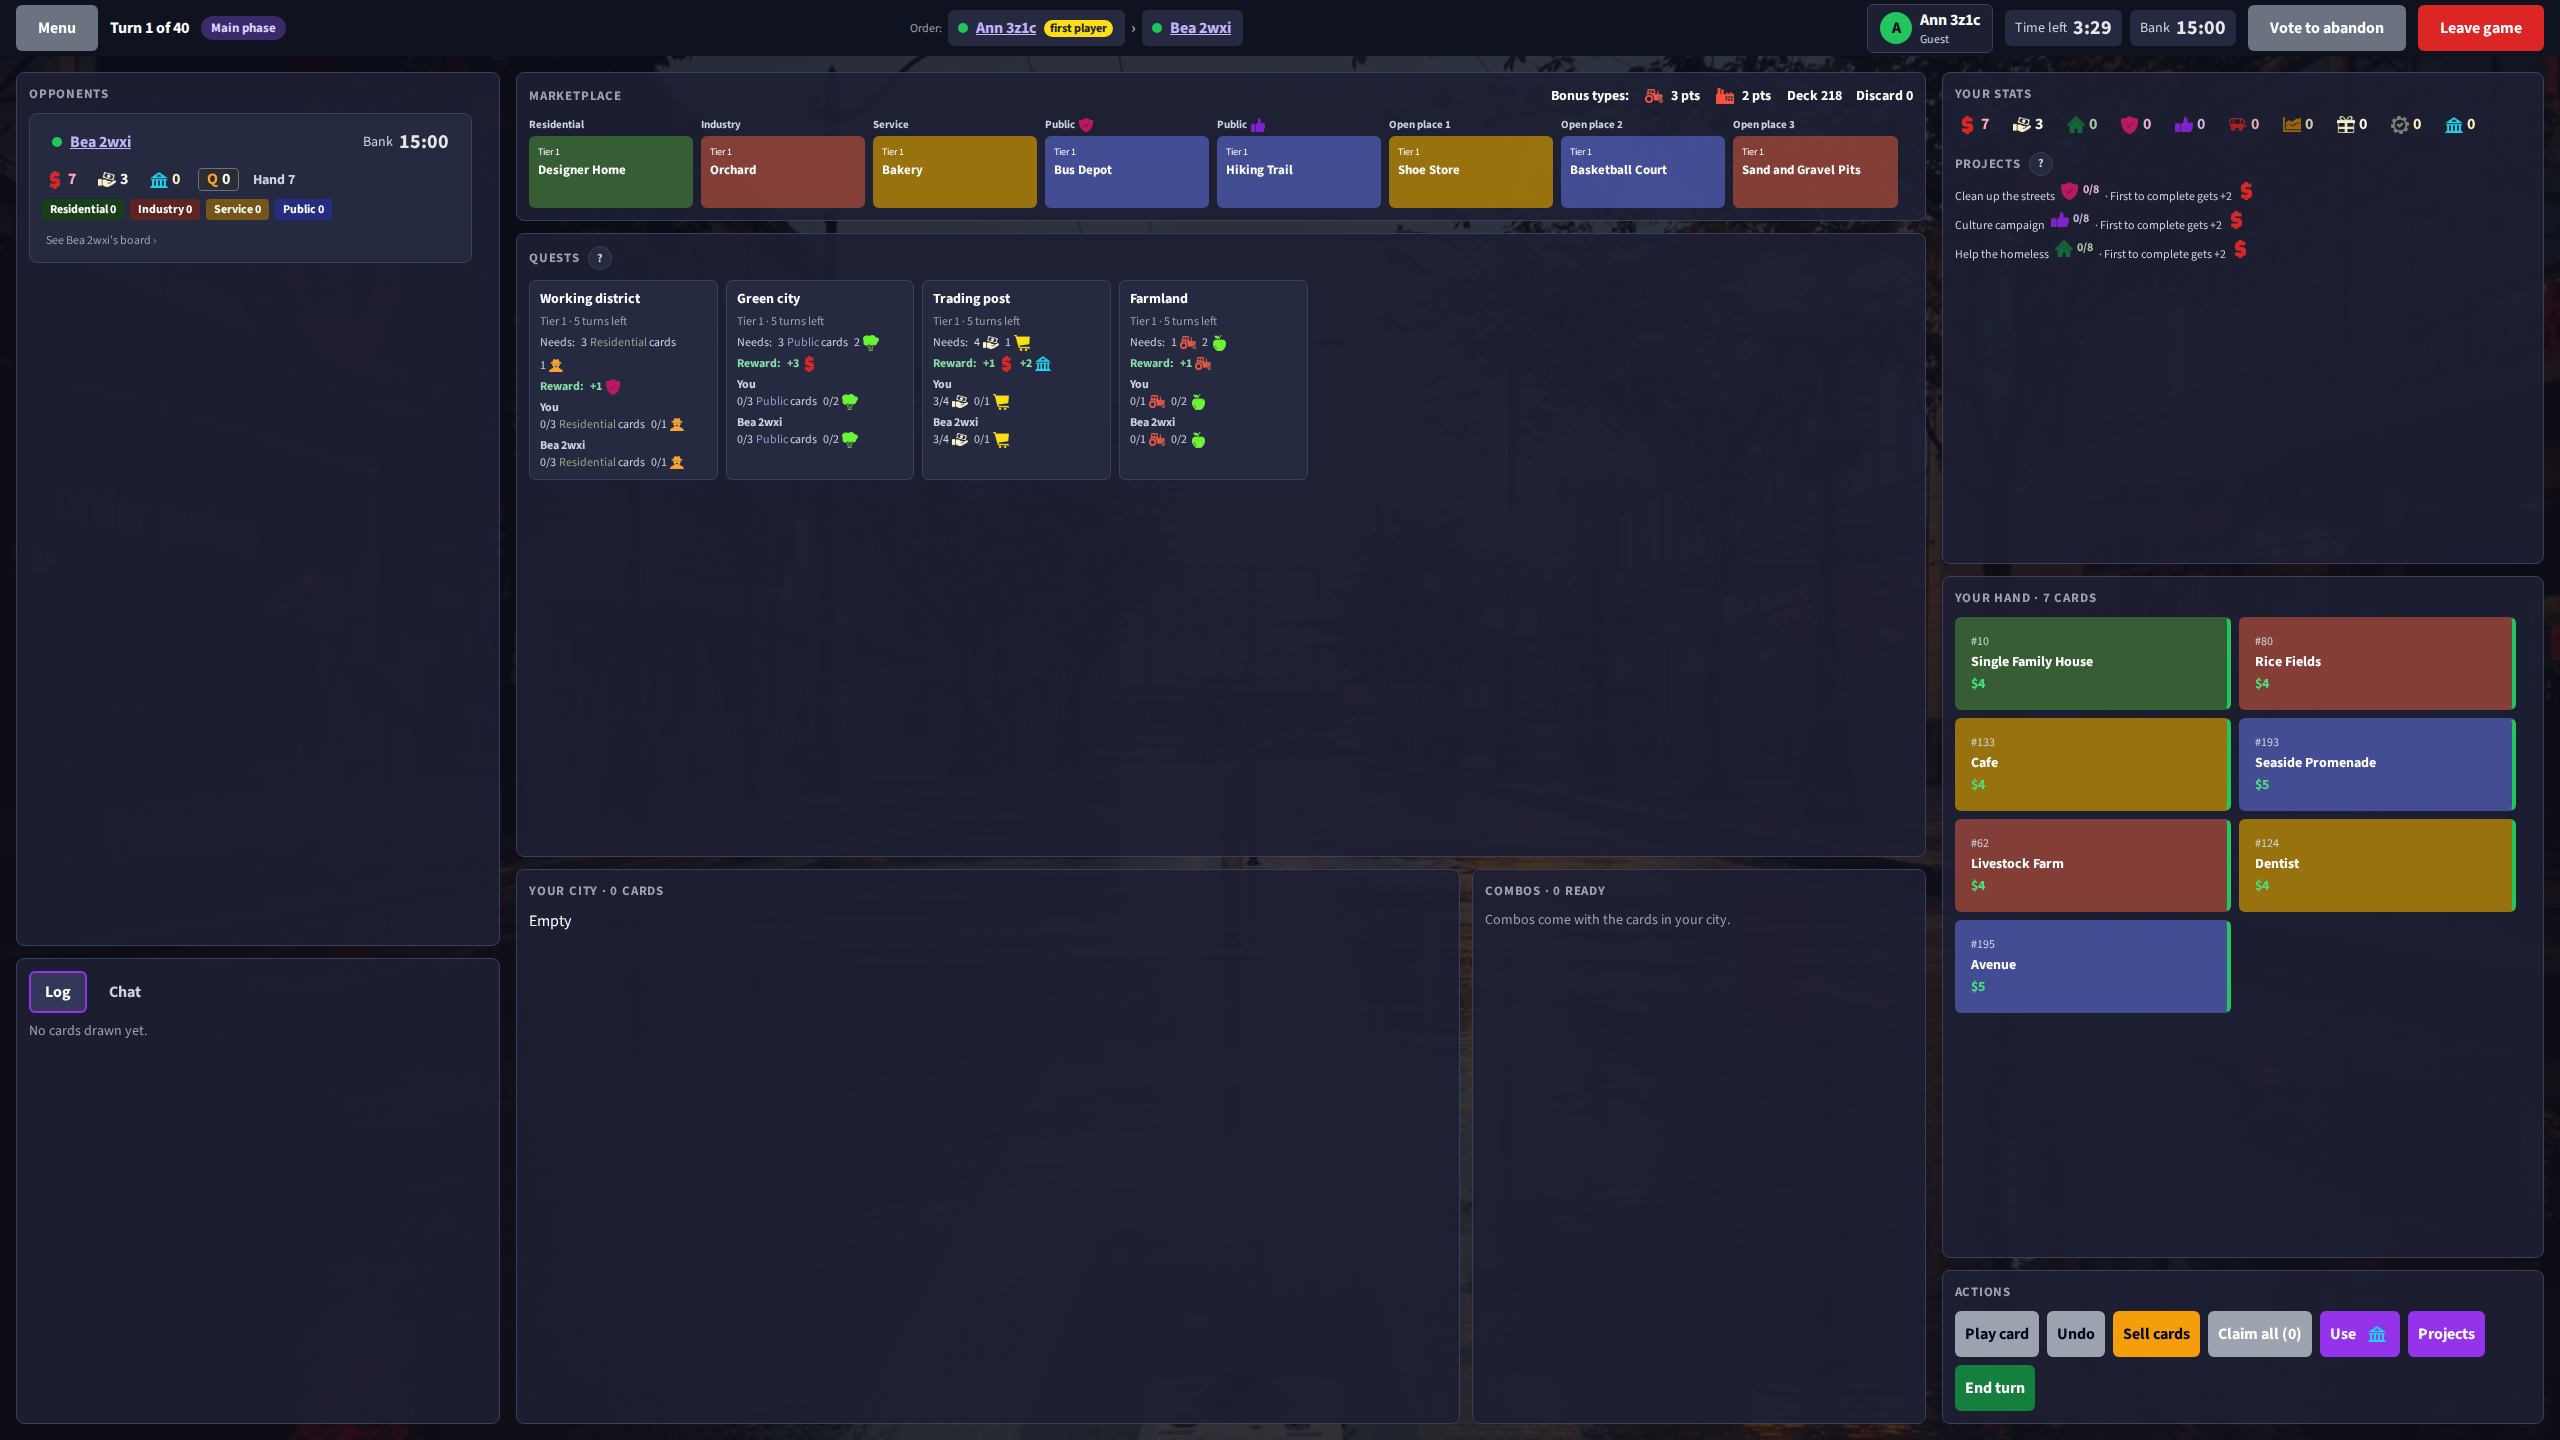 Menu
Turn 1 of 40 Main phase
Order: Ann 3z1c first player › Bea 2wxi
A Ann 3z1c
Guest
Time left 3:29
Bank 15:00
Vote to abandon
Leave game
OPPONENTS
Bea 2wxi Bank 15:00
7 3 0 Q 0 Hand 7
Residential 0 Industry 0 Service 0 Public 0
See Bea 2wxi's board ›
Log Chat
No cards drawn yet.
MARKETPLACE
Bonus types: 3 pts 2 pts Deck 218 Discard 0
Residential Industry Service Public Public Open place 1 Open place 2 Open place 3
Tier 1 Tier 1 Tier 1 Tier 1 Tier 1 Tier 1 Tier 1 Tier 1
Designer Home Orchard Bakery Bus Depot Hiking Trail Shoe Store Basketball Court Sand and Gravel Pits
QUESTS ?
Working district
Tier 1 · 5 turns left
Needs: 3 Residential cards
1
Reward: +1
You
0/3 Residential cards 0/1
Bea 2wxi
0/3 Residential cards 0/1
Green city
Tier 1 · 5 turns left
Needs: 3 Public cards 2
Reward: +3
You
0/3 Public cards 0/2
Bea 2wxi
0/3 Public cards 0/2
Trading post
Tier 1 · 5 turns left
Needs: 4 1
Reward: +1 +2
You
3/4 0/1
Bea 2wxi
3/4 0/1
Farmland
Tier 1 · 5 turns left
Needs: 1 2
Reward: +1
You
0/1 0/2
Bea 2wxi
0/1 0/2
YOUR CITY · 0 CARDS
Empty
COMBOS · 0 READY
Combos come with the cards in your city.
YOUR STATS
7 3 0 0 0 0 0 0 0 0
PROJECTS ?
Clean up the streets 0/8 · First to complete gets +2
Culture campaign 0/8 · First to complete gets +2
Help the homeless 0/8 · First to complete gets +2
YOUR HAND · 7 CARDS
#10
Single Family House
$4
#80
Rice Fields
$4
#133
Cafe
$4
#193
Seaside Promenade
$5
#62
Livestock Farm
$4
#124
Dentist
$4
#195
Avenue
$5
ACTIONS
Play card Undo Sell cards Claim all (0) Use Projects
End turn